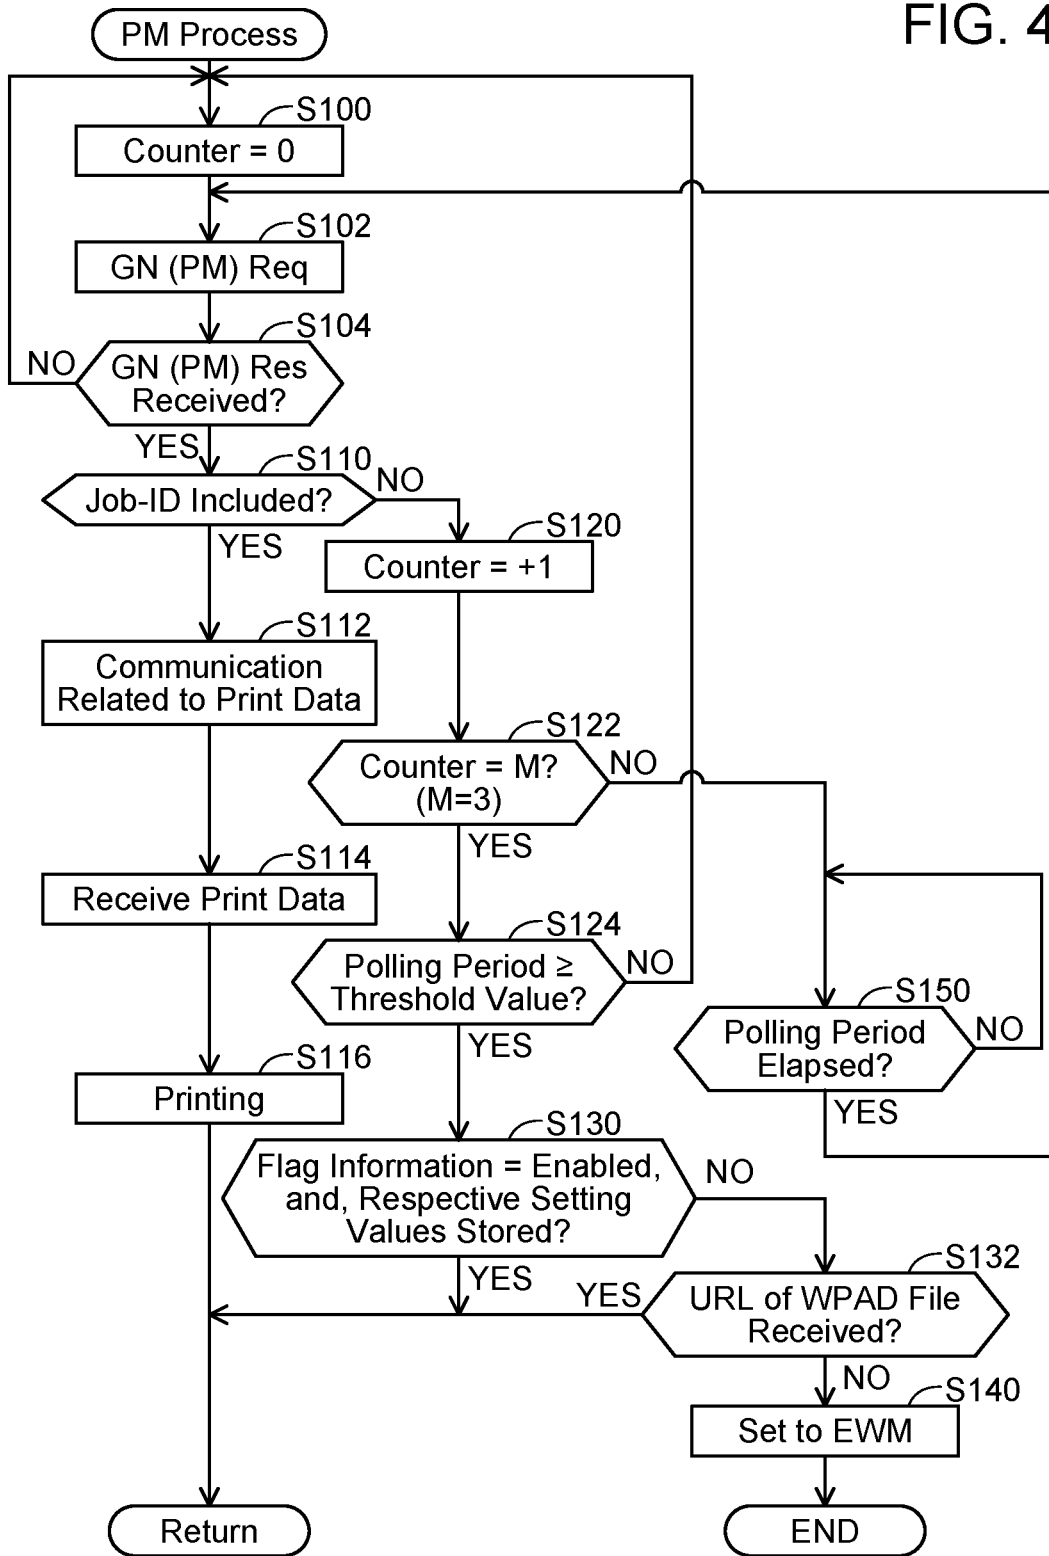 FIG. 4
PM Process
S100
Counter = 0
S102
GN (PM) Req
S104
NO
GN (PM) Res
Received?
YES
S110
Job-ID Included?
NO
YES
S120
Counter = +1
S112
Communication
Related to Print Data
S122
Counter = M?
(M=3)
NO
YES
S114
Receive Print Data
S124
Polling Period ≥
Threshold Value?
NO
YES
S150
Polling Period
Elapsed?
NO
YES
S116
Printing
S130
Flag Information = Enabled,
and, Respective Setting
Values Stored?
NO
YES
S132
URL of WPAD File
Received?
YES
NO
S140
Set to EWM
Return
END